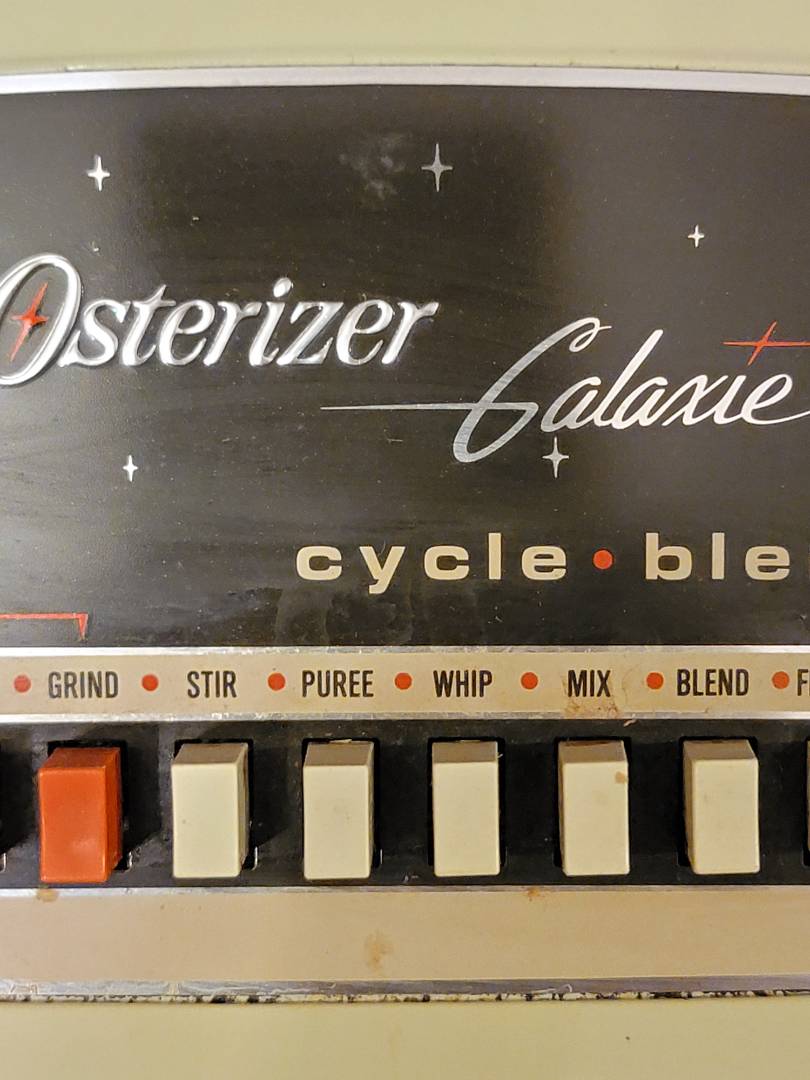 Osterizer
Galaxie
cycle • ble
GRIND • STIR • PUREE • WHIP • MIX • BLEND • F